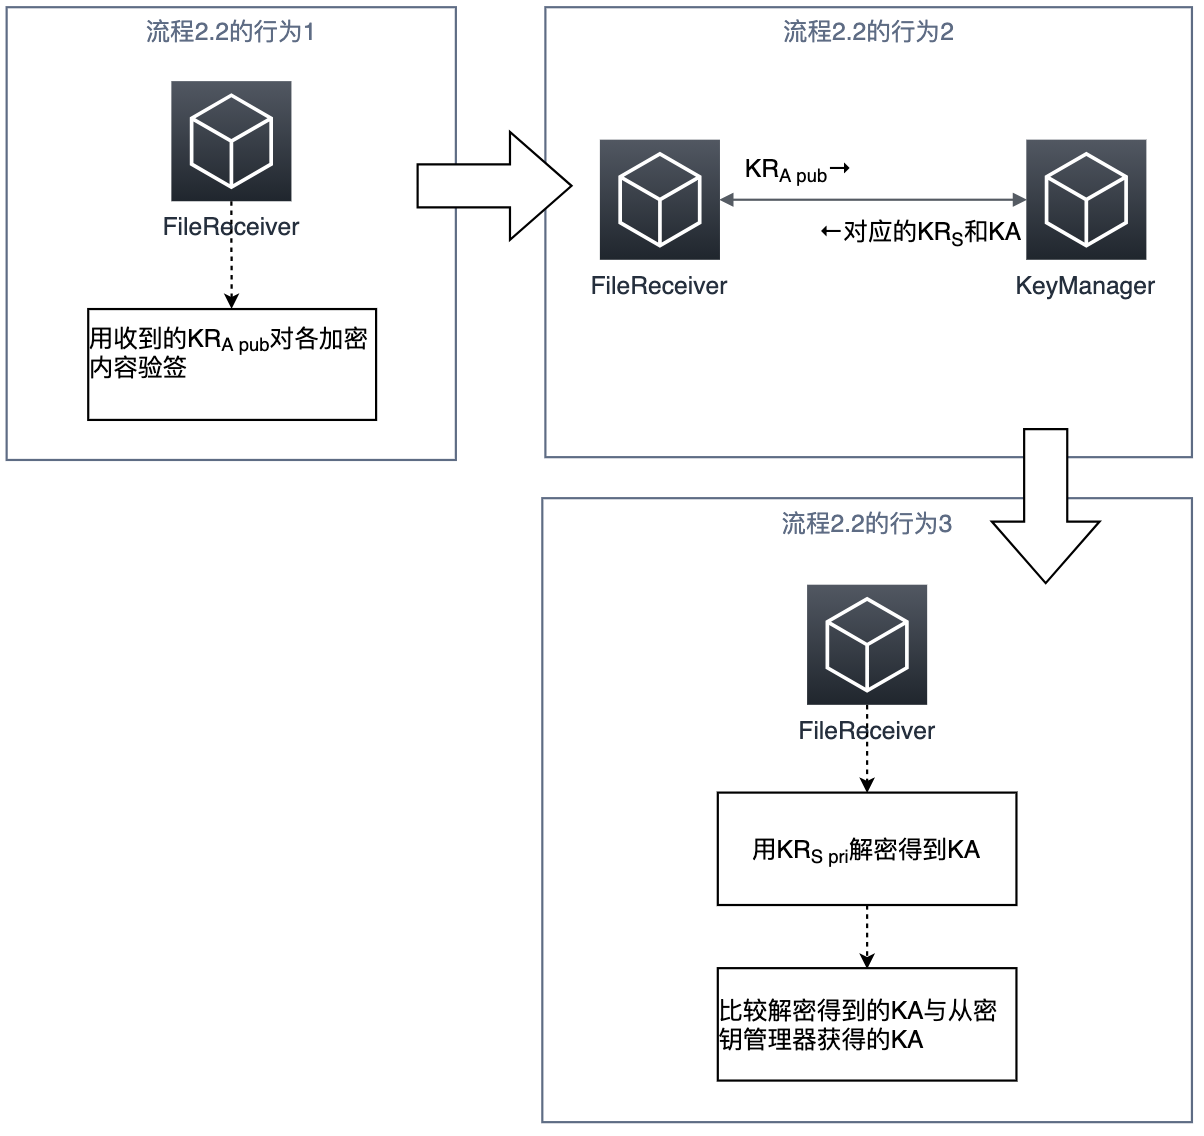 流程2.2的行为1
FileReceiver
用收到的KRA pub对各加密
内容验签
流程2.2的行为2
KRA pub→
←对应的KRS和KA
FileReceiver
KeyManager
流程2.2的行为3
FileReceiver
用KRS pri解密得到KA
比较解密得到的KA与从密
钥管理器获得的KA